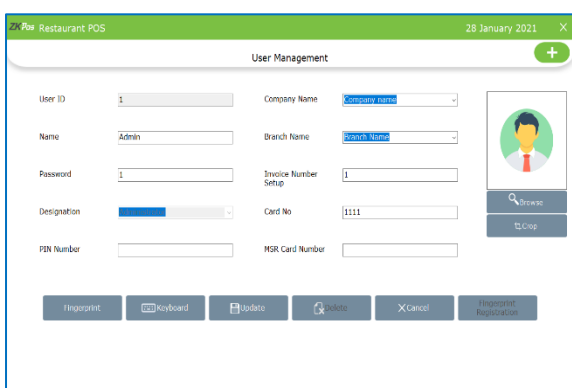 ZKPos Restaurant POS 28 January 2021 X
User Management +
User ID 1 Company Name Company name
Name Admin Branch Name Branch Name
Password 1 Invoice Number Setup 1
Designation Card No 1111
PIN Number MSR Card Number
Browse
Crop
Fingerprint Keyboard Update Delete Cancel Fingerprint Registration